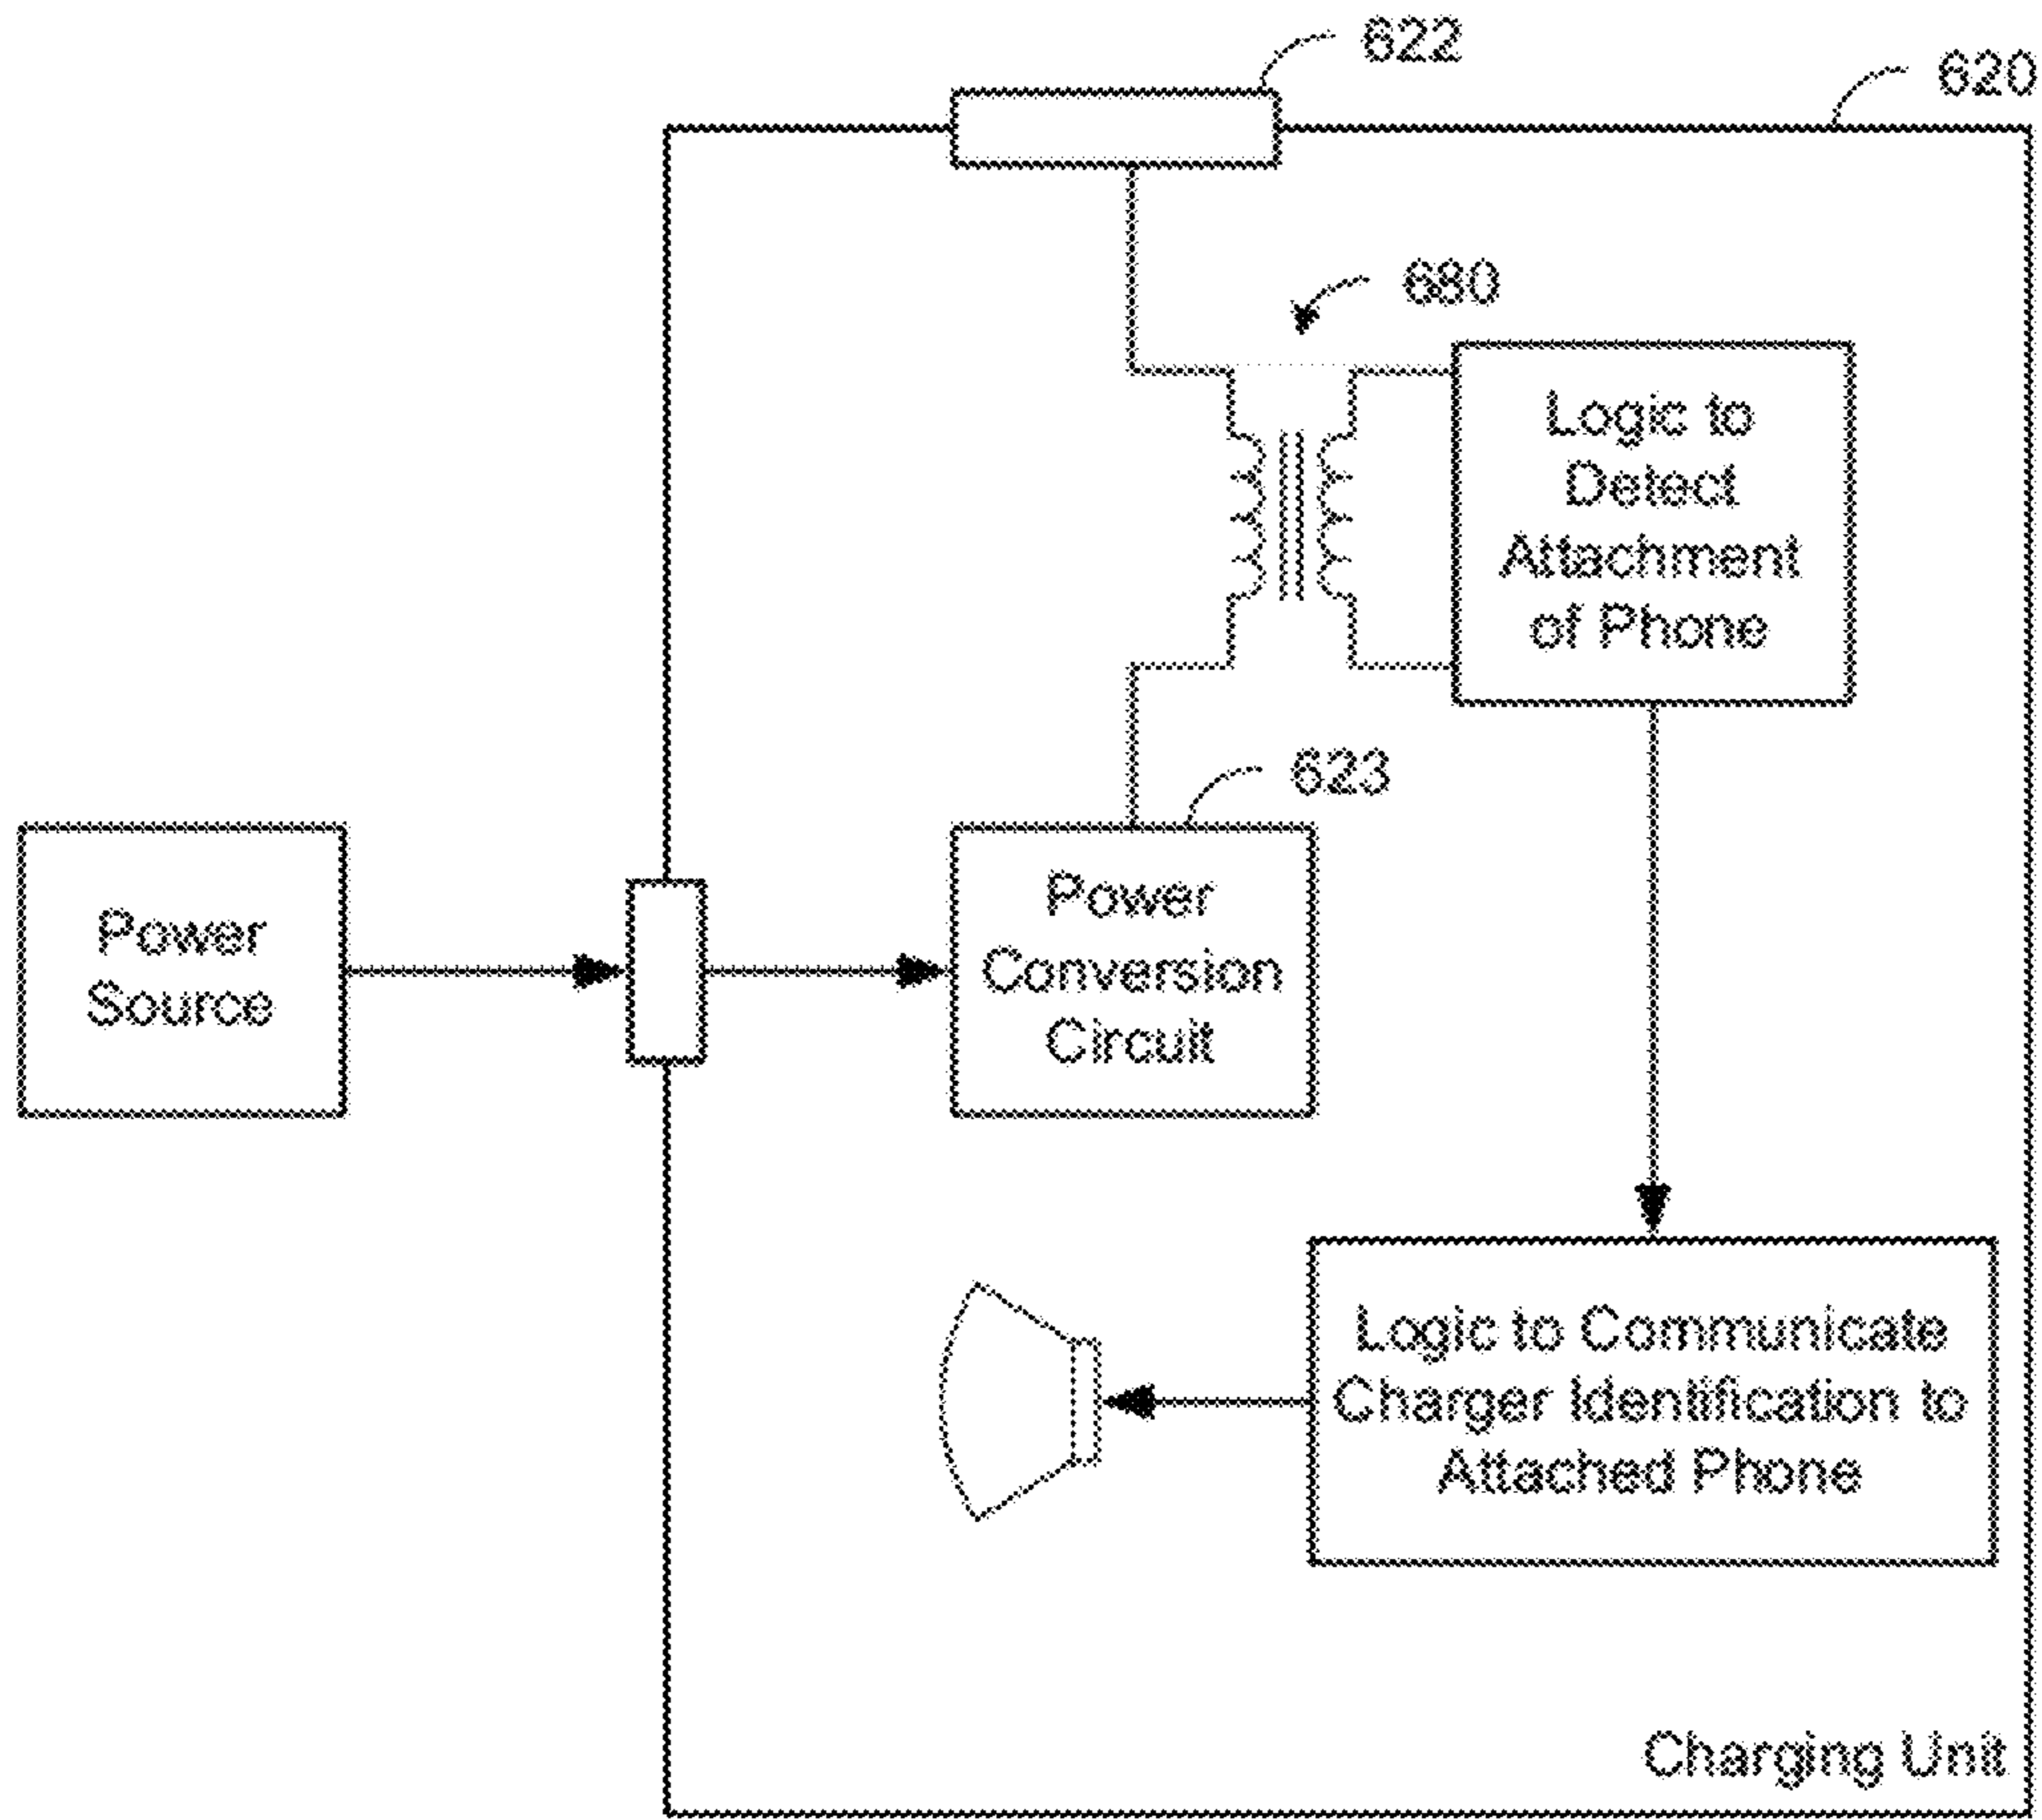 622
620
680
Logic to
Detect
Attachment
of Phone
623
Power
Source
Power
Conversion
Circuit
Logic to Communicate
Charger Identification to
Attached Phone
Charging Unit